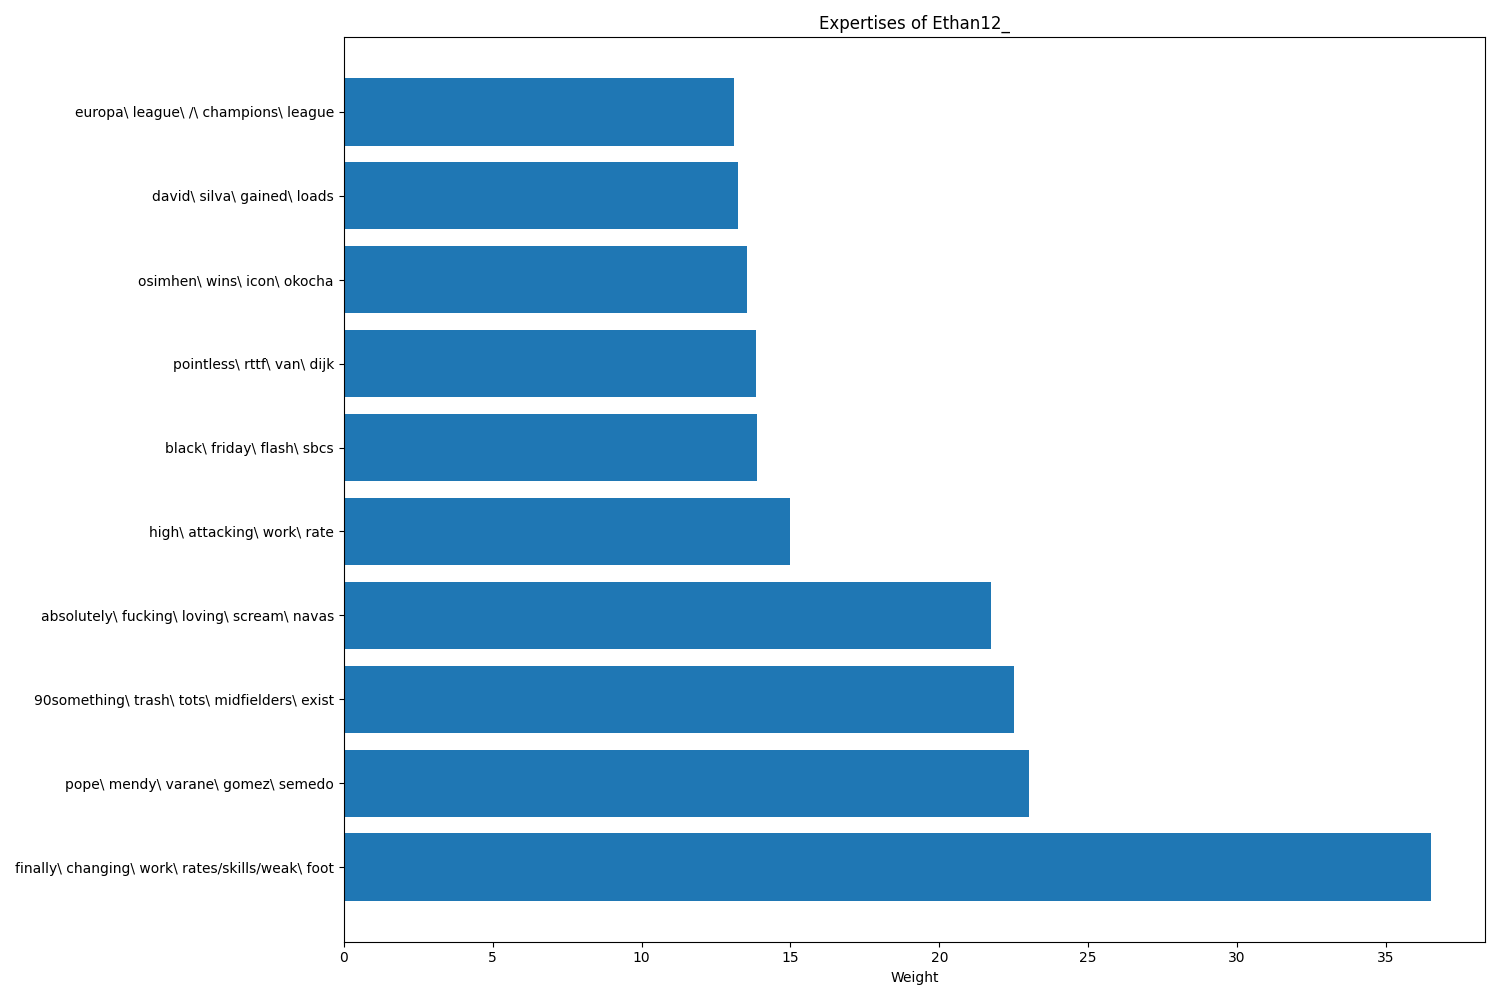 Expertises of Ethan12_
europa\ league\ /\ champions\ league
david\ silva\ gained\ loads
osimhen\ wins\ icon\ okocha
pointless\ rttf\ van\ dijk
black\ friday\ flash\ sbcs
high\ attacking\ work\ rate
absolutely\ fucking\ loving\ scream\ navas
90something\ trash\ tots\ midfielders\ exist
pope\ mendy\ varane\ gomez\ semedo
finally\ changing\ work\ rates/skills/weak\ foot
0 5 10 15 20 25 30 35
Weight